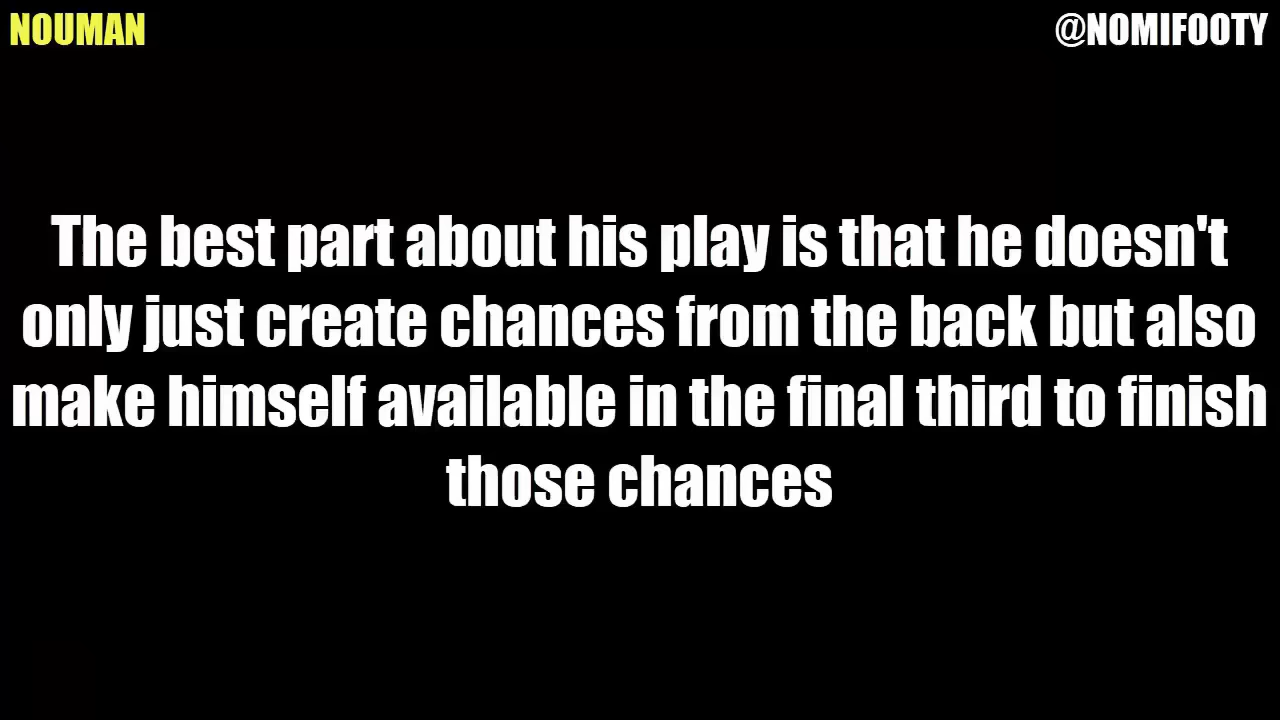 NOUMAN
@NOMIFOOTY
The best part about his play is that he doesn't
only just create chances from the back but also
make himself available in the final third to finish
those chances